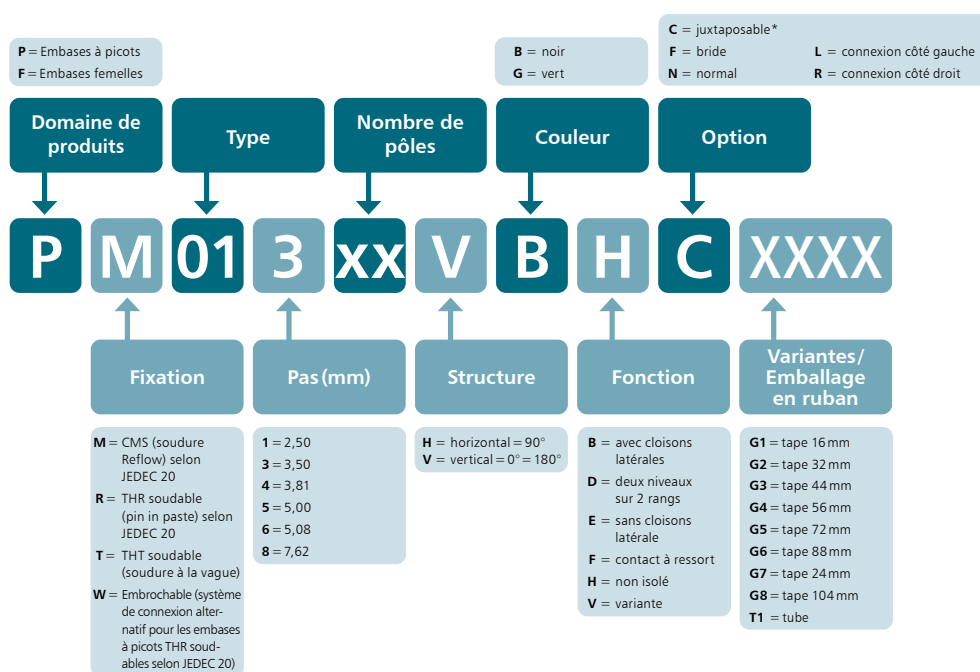 P = Embases à picots
F = Embases femelles
B = noir
G = vert
C = juxtaposable*
F = bride
N = normal
L = connexion côté gauche
R = connexion côté droit
Domaine de
produits
Type
Nombre de
pôles
Couleur
Option
P M 01 3 xx V B H C XXXX
Fixation
Pas (mm)
Structure
Fonction
Variantes/
Emballage
en ruban
M = CMS (soudure
Reflow) selon
JEDEC 20
R = THR soudable
(pin in paste) selon
JEDEC 20
T = THT soudable
(soudure à la vague)
W = Embrochable (système
de connexion alter-
natif pour les embases
à picots THR soud-
ables selon JEDEC 20)
1 = 2,50
3 = 3,50
4 = 3,81
5 = 5,00
6 = 5,08
8 = 7,62
H = horizontal = 90°
V = vertical = 0° = 180°
B = avec cloisons
latérales
D = deux niveaux
sur 2 rangs
E = sans cloisons
latérale
F = contact à ressort
H = non isolé
V = variante
G1 = tape 16 mm
G2 = tape 32 mm
G3 = tape 44 mm
G4 = tape 56 mm
G5 = tape 72 mm
G6 = tape 88 mm
G7 = tape 24 mm
G8 = tape 104 mm
T1 = tube